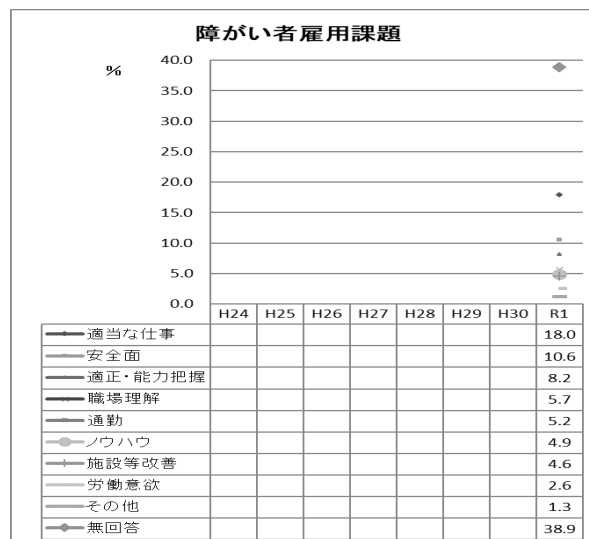 障がい者雇用課題
%
40.0
35.0
30.0
25.0
20.0
15.0
10.0
5.0
0.0
H24 H25 H26 H27 H28 H29 H30 R1
適当な仕事 18.0
安全面 10.6
適正・能力把握 8.2
職場理解 5.7
通勤 5.2
ノウハウ 4.9
施設等改善 4.6
労働意欲 2.6
その他 1.3
無回答 38.9